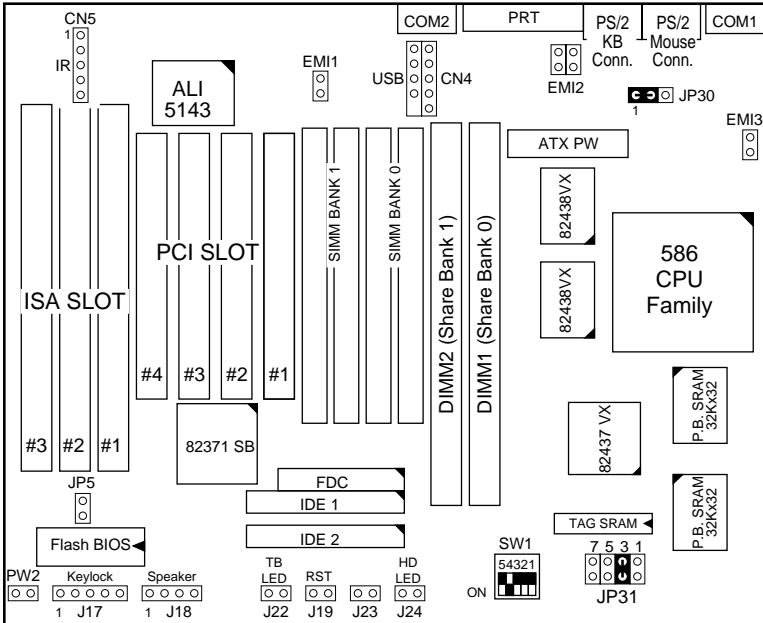 CN5
1
IR
COM2
PRT
PS/2
KB
Conn.
PS/2
Mouse
Conn.
COM1
ALI
5143
EMI1
USB
CN4
EMI2
JP30
1
EMI3
ATX PW
SIMM BANK 1
SIMM BANK 0
DIMM2 (Share Bank 1)
DIMM1 (Share Bank 0)
82438VX
82438VX
586
CPU
Family
PCI SLOT
ISA SLOT
#4
#3
#2
#1
#3
#2
#1
82371 SB
82437 VX
P.B. SRAM
32Kx32
P.B. SRAM
32Kx32
JP5
FDC
IDE 1
IDE 2
Flash BIOS
TAG SRAM
SW1
54321
ON
7 5 3 1
JP31
PW2
Keylock
1 J17
Speaker
1 J18
TB
LED
J22
RST
J19
J23
HD
LED
J24